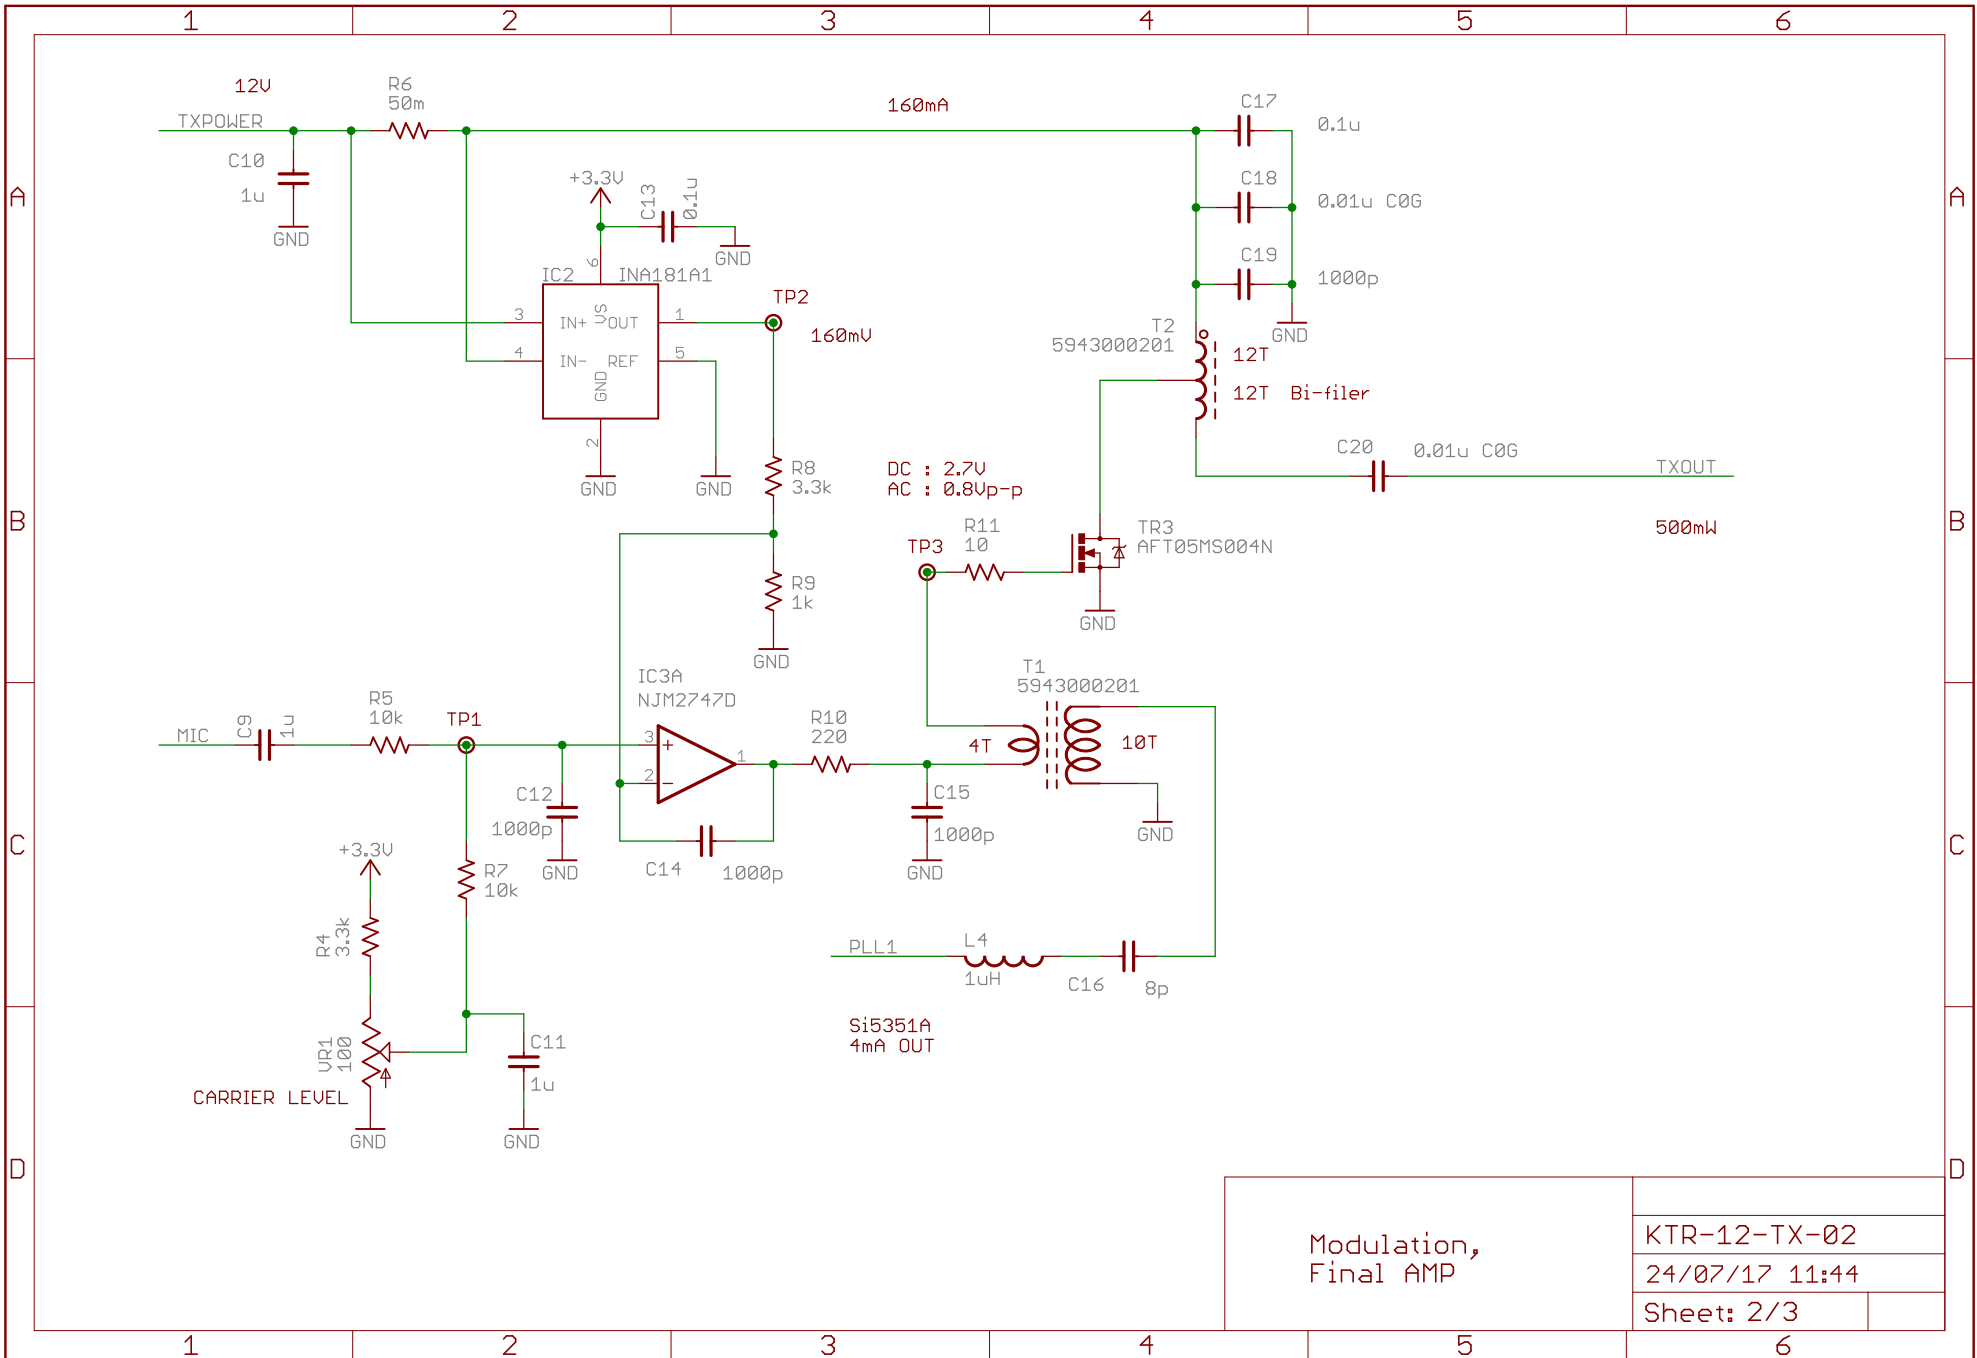 1 2 3 4 5 6
A A
B B
C C
D D
12V
TXPOWER
R6
50m
160mA
C10
1u
GND
+3.3V
C13
0.1u
GND
IC2
INA181A1
6
VS
3
IN+
OUT
1
4
IN-
REF
5
GND
2
GND
GND
TP2
160mV
C17
0.1u
C18
0.01u C0G
C19
1000p
GND
T2
5943000201
12T
12T Bi-filer
C20
0.01u C0G
TXOUT
500mW
R8
3.3k
R9
1k
GND
DC : 2.7V
AC : 0.8Vp-p
TP3
R11
10
TR3
AFT05MS004N
GND
T1
5943000201
4T
10T
GND
MIC
C9
1u
R5
10k
TP1
C12
1000p
GND
IC3A
NJM2747D
3
+
2
-
1
C14
1000p
R10
220
C15
1000p
GND
+3.3V
R4
3.3k
R7
10k
VR1
100
CARRIER LEVEL
GND
C11
1u
GND
PLL1
L4
1uH
C16
8p
Si5351A
4mA OUT
Modulation,
Final AMP
KTR-12-TX-02
24/07/17 11:44
Sheet: 2/3
1 2 3 4 5 6